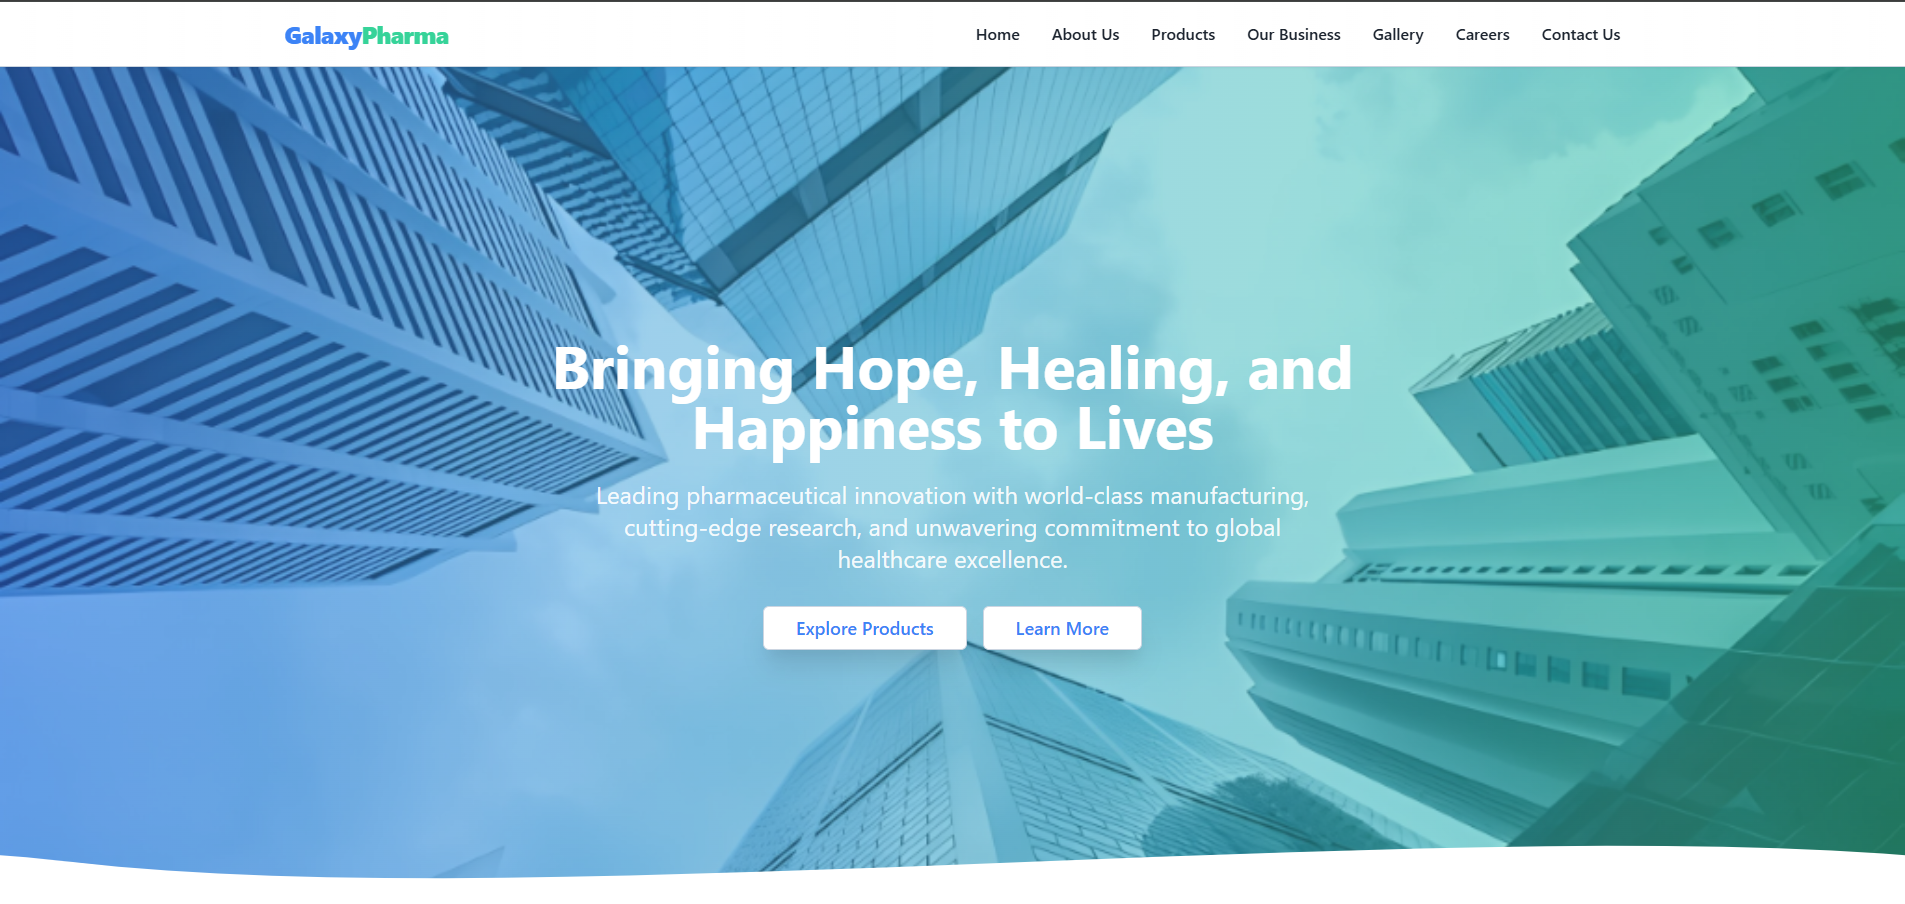 GalaxyPharma
Home About Us Products Our Business Gallery Careers Contact Us
Bringing Hope, Healing, and
Happiness to Lives
Leading pharmaceutical innovation with world-class manufacturing,
cutting-edge research, and unwavering commitment to global
healthcare excellence.
Explore Products Learn More